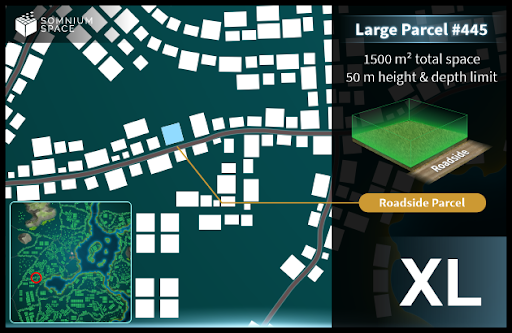 SOMNIUM
SPACE
Large Parcel #445
1500 m² total space
50 m height & depth limit
Roadside
Roadside Parcel
XL